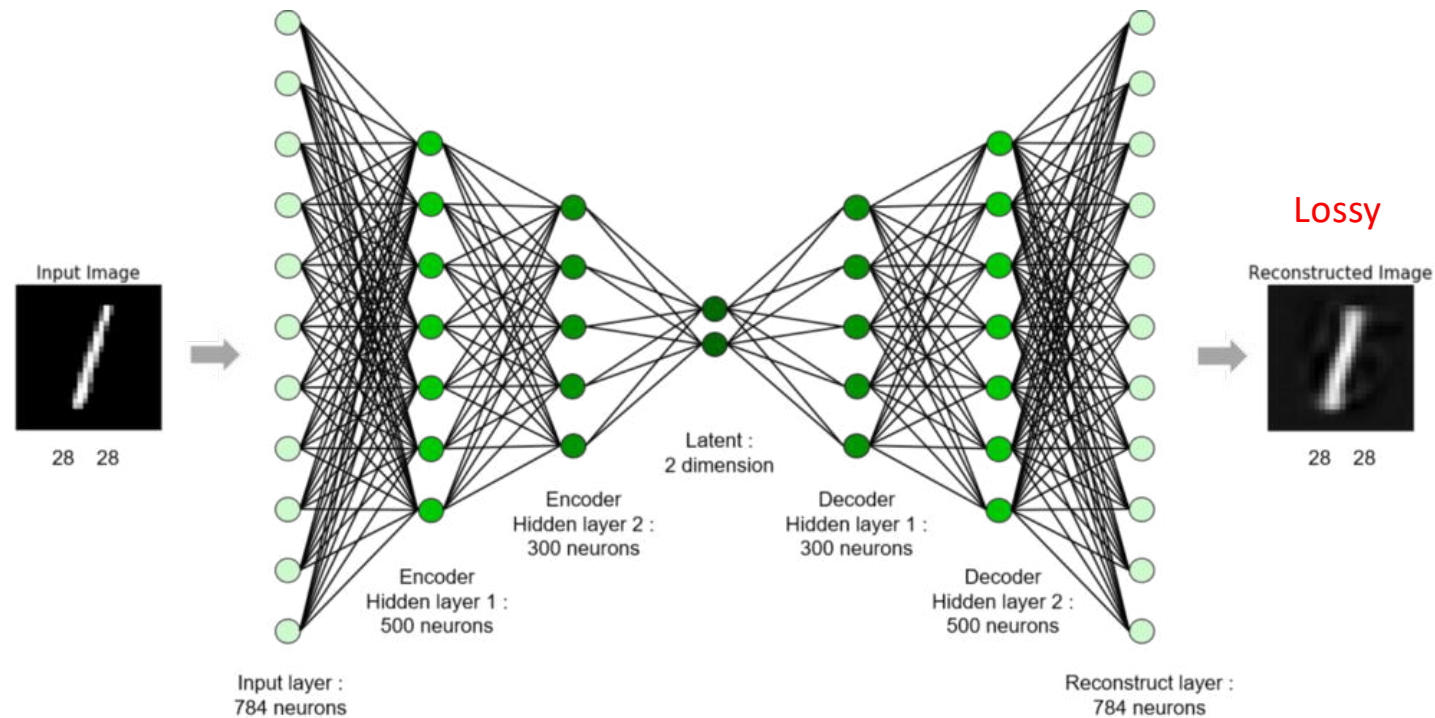 Lossy
Input Image
Reconstructed Image
28 28
28 28
Latent :
2 dimension
Encoder
Hidden layer 2 :
300 neurons
Decoder
Hidden layer 1 :
300 neurons
Encoder
Hidden layer 1 :
500 neurons
Decoder
Hidden layer 2 :
500 neurons
Input layer :
784 neurons
Reconstruct layer :
784 neurons